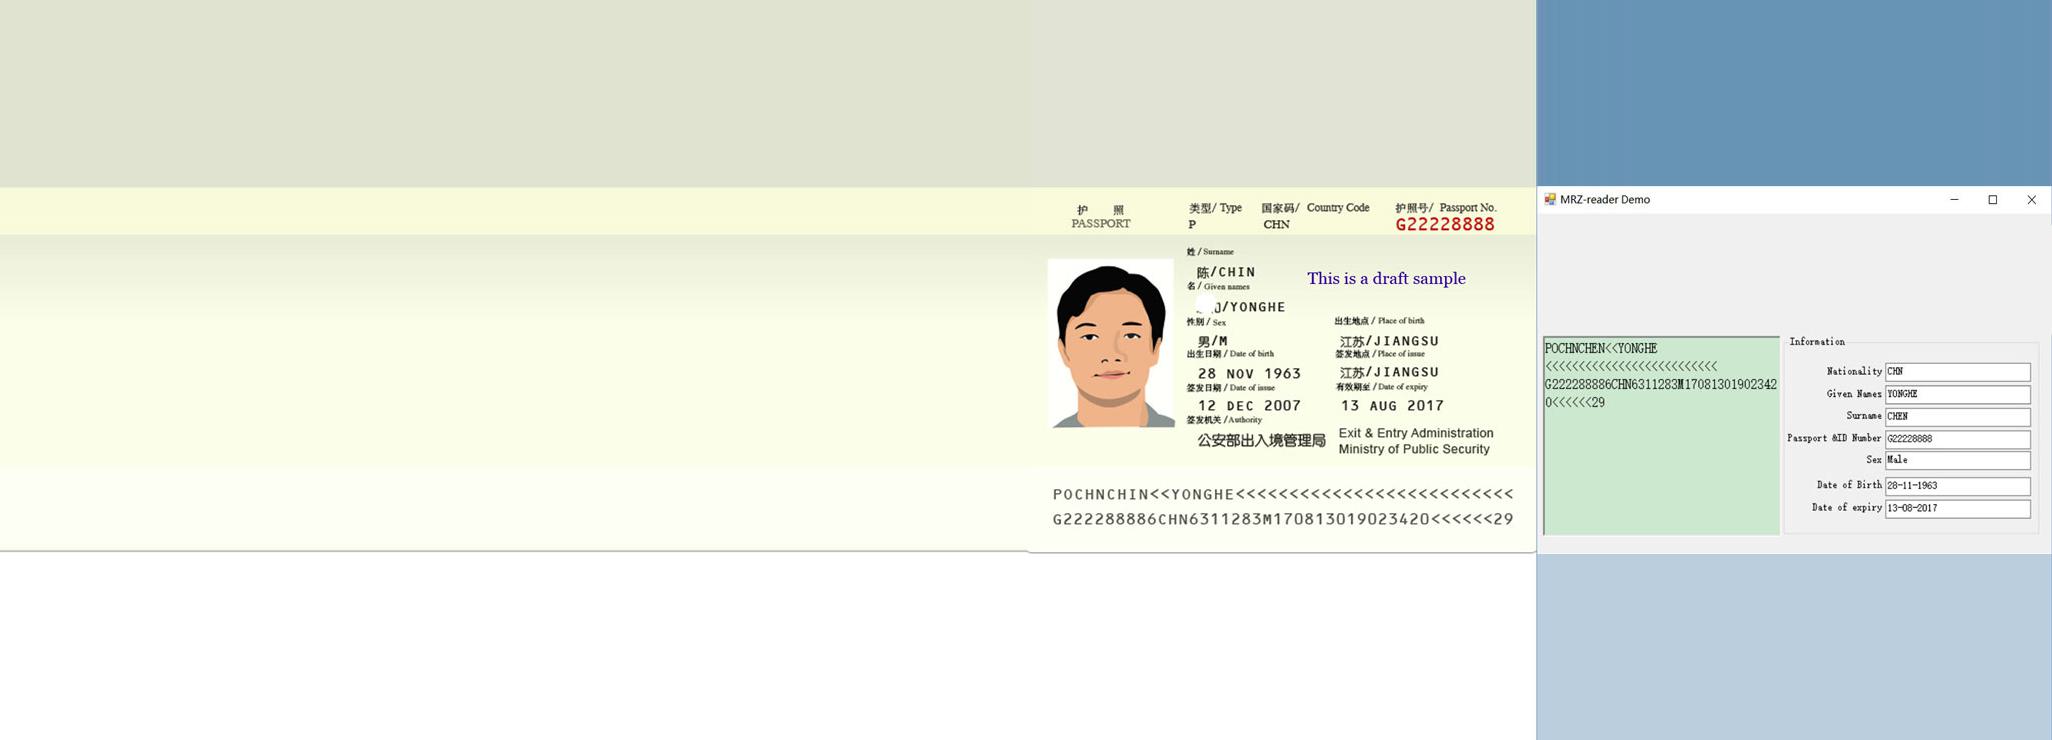 护 照
PASSPORT
类型/ Type
P
国家码/ Country Code
CHN
护照号/ Passport No.
G22228888
姓 / Surname
陈/CHIN
This is a draft sample
名 / Given names
/YONGHE
性别 / Sex
男/M
出生地点 / Place of birth
江苏/JIANGSU
出生日期 / Date of birth
28 NOV 1963
签发地点 / Place of issue
江苏/JIANGSU
签发日期 / Date of issue
12 DEC 2007
有效期至 / Date of expiry
13 AUG 2017
签发机关 /Authority
公安部出入境管理局
Exit & Entry Administration
Ministry of Public Security
POCHNCHIN<<YONGHE<<<<<<<<<<<<<<<<<<<<<<<<<<
G222288886CHN6311283M170813019023420<<<<<<29
MRZ-reader Demo
POCHNCHEN<<YONGHE
<<<<<<<<<<<<<<<<<<<<<<<<<<
G222288886CHN6311283M17081301902342
0<<<<<<29
Information
Nationality CHN
Given Names YONGHE
Surname CHEN
Passport &ID Number G22228888
Sex Male
Date of Birth 28-11-1963
Date of expiry 13-08-2017